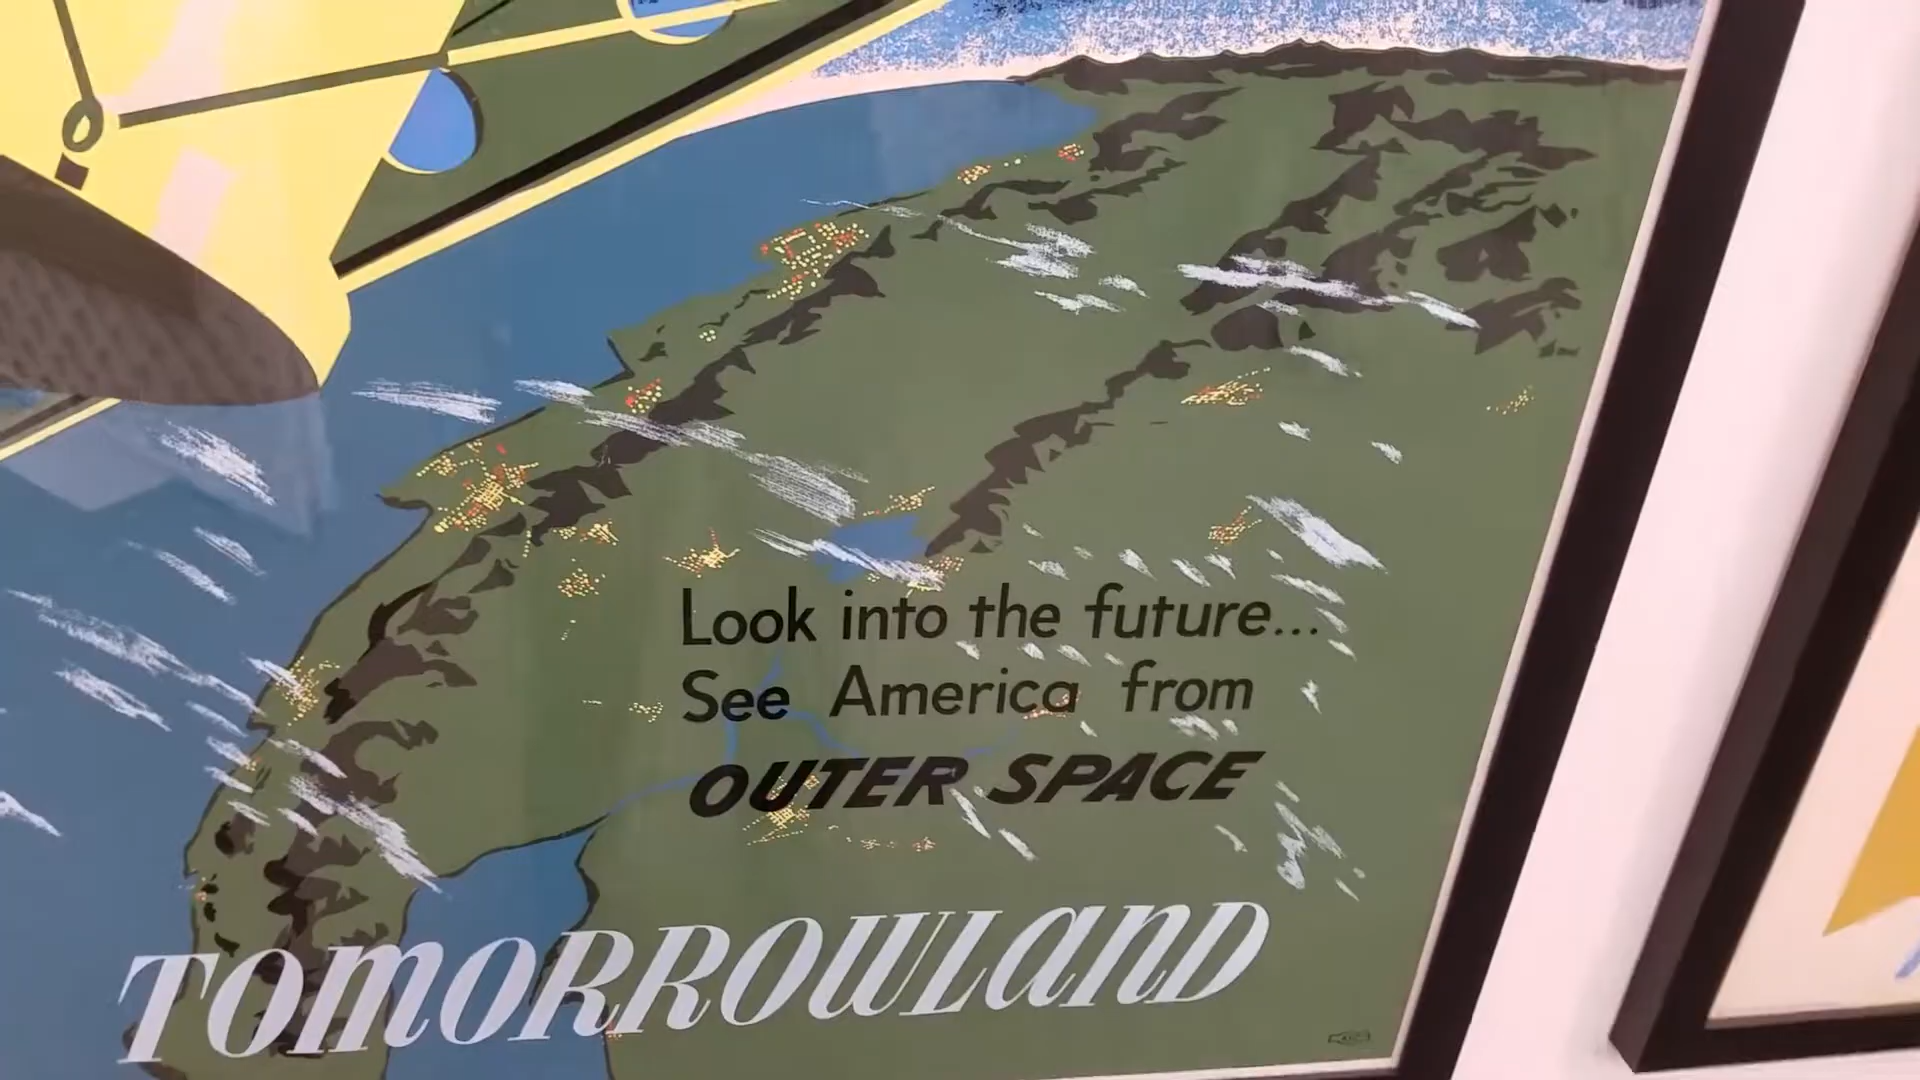 Look into the future...
See America from
OUTER SPACE
TOMORROWLAND